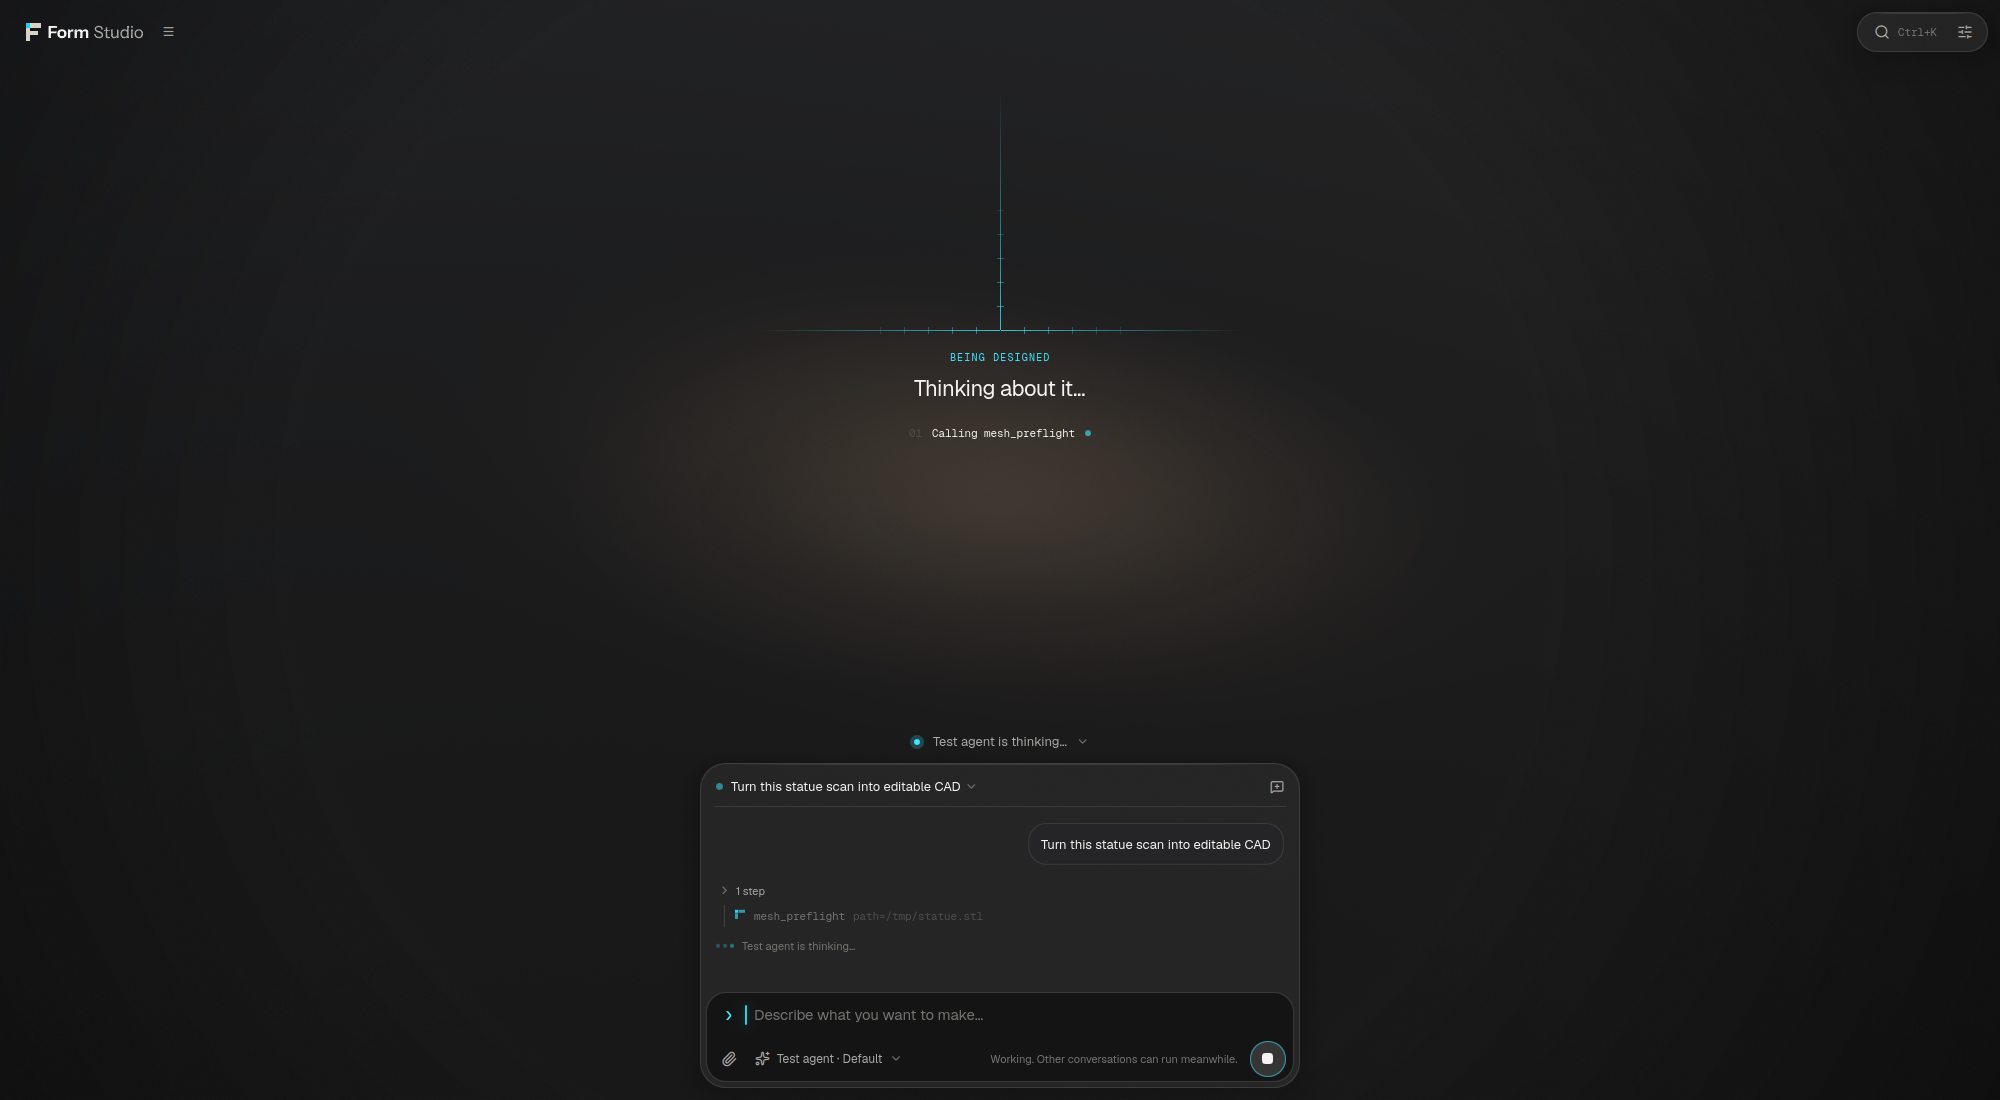 Form Studio
Ctrl+K
BEING DESIGNED
Thinking about it...
01 Calling mesh_preflight
Test agent is thinking...
Turn this statue scan into editable CAD
Turn this statue scan into editable CAD
1 step
mesh_preflight path=/tmp/statue.stl
Test agent is thinking...
Describe what you want to make...
Test agent · Default
Working. Other conversations can run meanwhile.